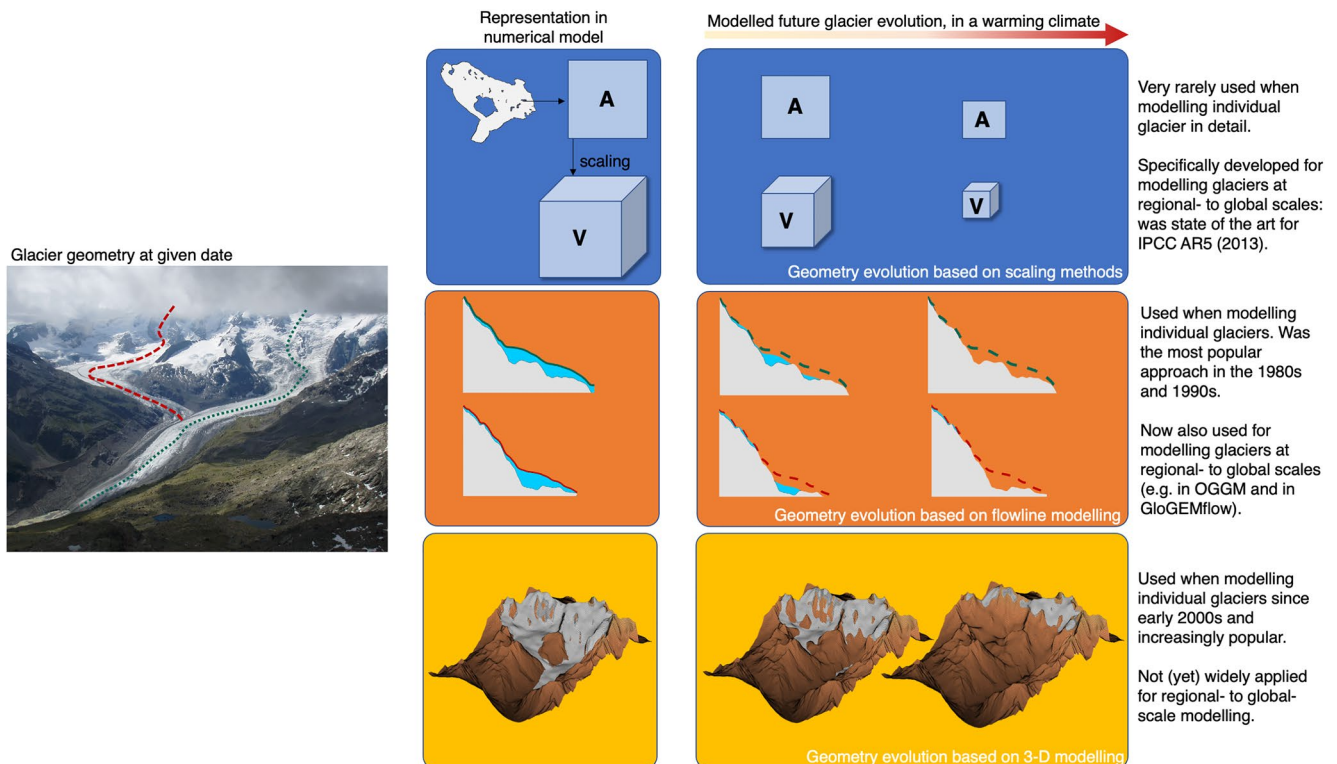 Representation in
numerical model
Modelled future glacier evolution, in a warming climate
A
scaling
V
A
A
V
V
Geometry evolution based on scaling methods
Very rarely used when
modelling individual
glacier in detail.
Specifically developed for
modelling glaciers at
regional- to global scales:
was state of the art for
IPCC AR5 (2013).
Glacier geometry at given date
Geometry evolution based on flowline modelling
Used when modelling
individual glaciers. Was
the most popular
approach in the 1980s
and 1990s.
Now also used for
modelling glaciers at
regional- to global scales
(e.g. in OGGM and in
GloGEMflow).
Geometry evolution based on 3-D modelling
Used when modelling
individual glaciers since
early 2000s and
increasingly popular.
Not (yet) widely applied
for regional- to global-
scale modelling.